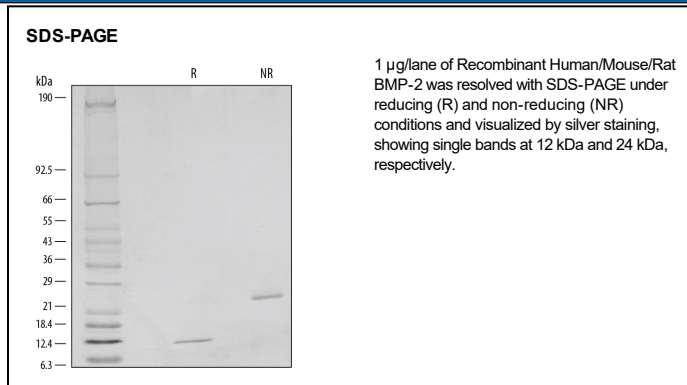 SDS-PAGE
R NR
kDa
190
92.5
66
55
43
36
29
21
18.4
12.4
6.3
1 µg/lane of Recombinant Human/Mouse/Rat
BMP-2 was resolved with SDS-PAGE under
reducing (R) and non-reducing (NR)
conditions and visualized by silver staining,
showing single bands at 12 kDa and 24 kDa,
respectively.